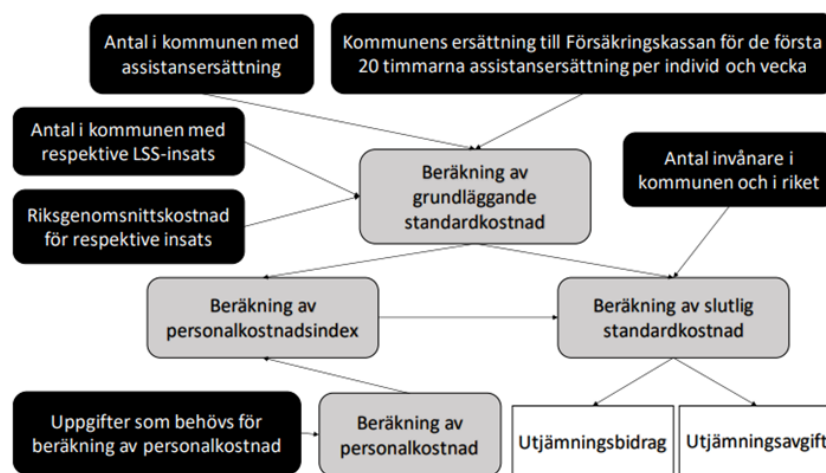 Antal i kommunen med
assistansersättning
Kommunens ersättning till Försäkringskassan för de första
20 timmarna assistansersättning per individ och vecka
Antal i kommunen med
respektive LSS-insats
Riksgenomsnittskostnad
för respektive insats
Beräkning av
grundläggande
standardkostnad
Antal invånare i
kommunen och i riket
Beräkning av
personalkostnadsindex
Beräkning av slutlig
standardkostnad
Uppgifter som behövs för
beräkning av personalkostnad
Beräkning av
personalkostnad
Utjämningsbidrag
Utjämningsavgift